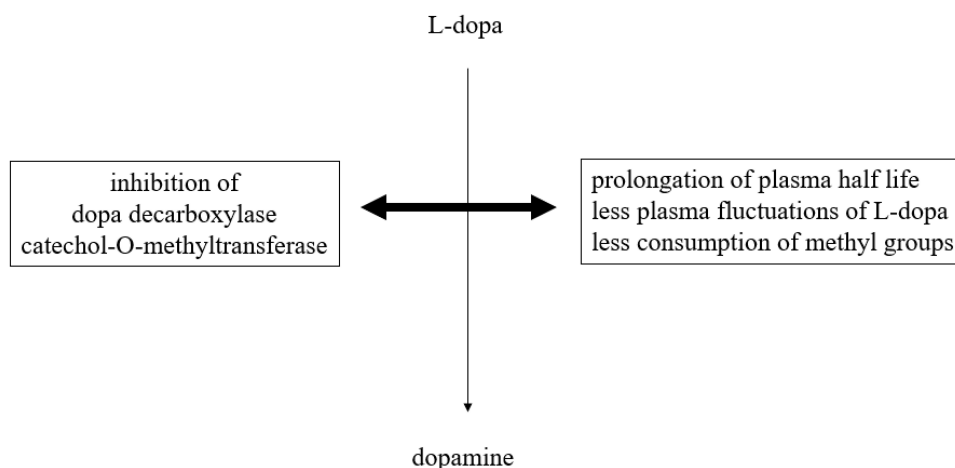 L-dopa
inhibition of
dopa decarboxylase
catechol-O-methyltransferase
prolongation of plasma half life
less plasma fluctuations of L-dopa
less consumption of methyl groups
dopamine